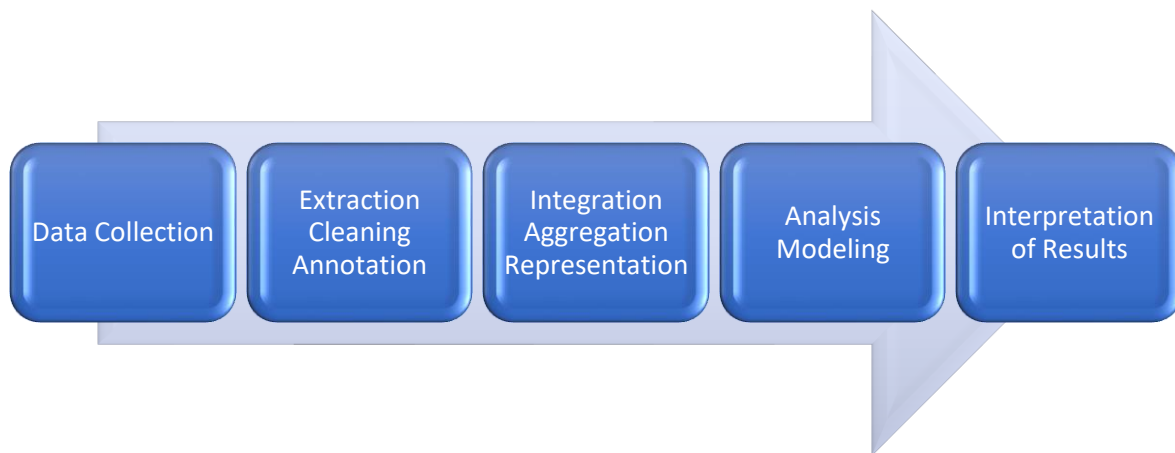 Data Collection
Extraction
Cleaning
Annotation
Integration
Aggregation
Representation
Analysis
Modeling
Interpretation
of Results